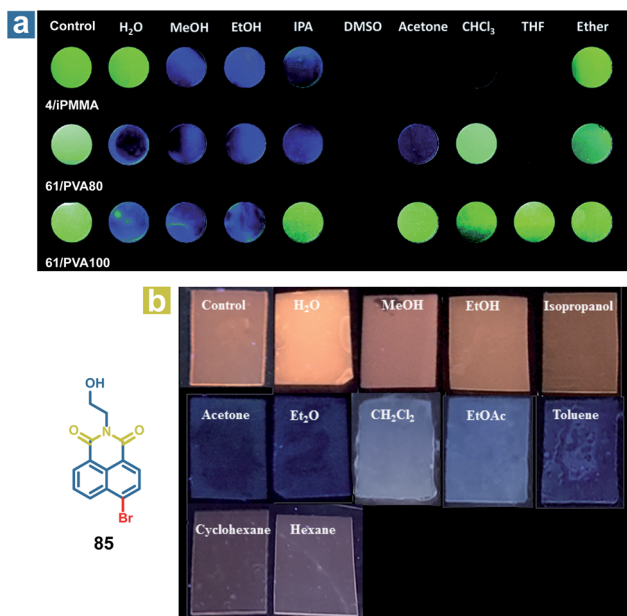 a
Control H₂O MeOH EtOH IPA DMSO Acetone CHCl₃ THF Ether
4/iPMMA
61/PVA80
61/PVA100
b
Control H₂O MeOH EtOH Isopropanol
Acetone Et₂O CH₂Cl₂ EtOAc Toluene
Cyclohexane Hexane
OH
O N O
Br
85